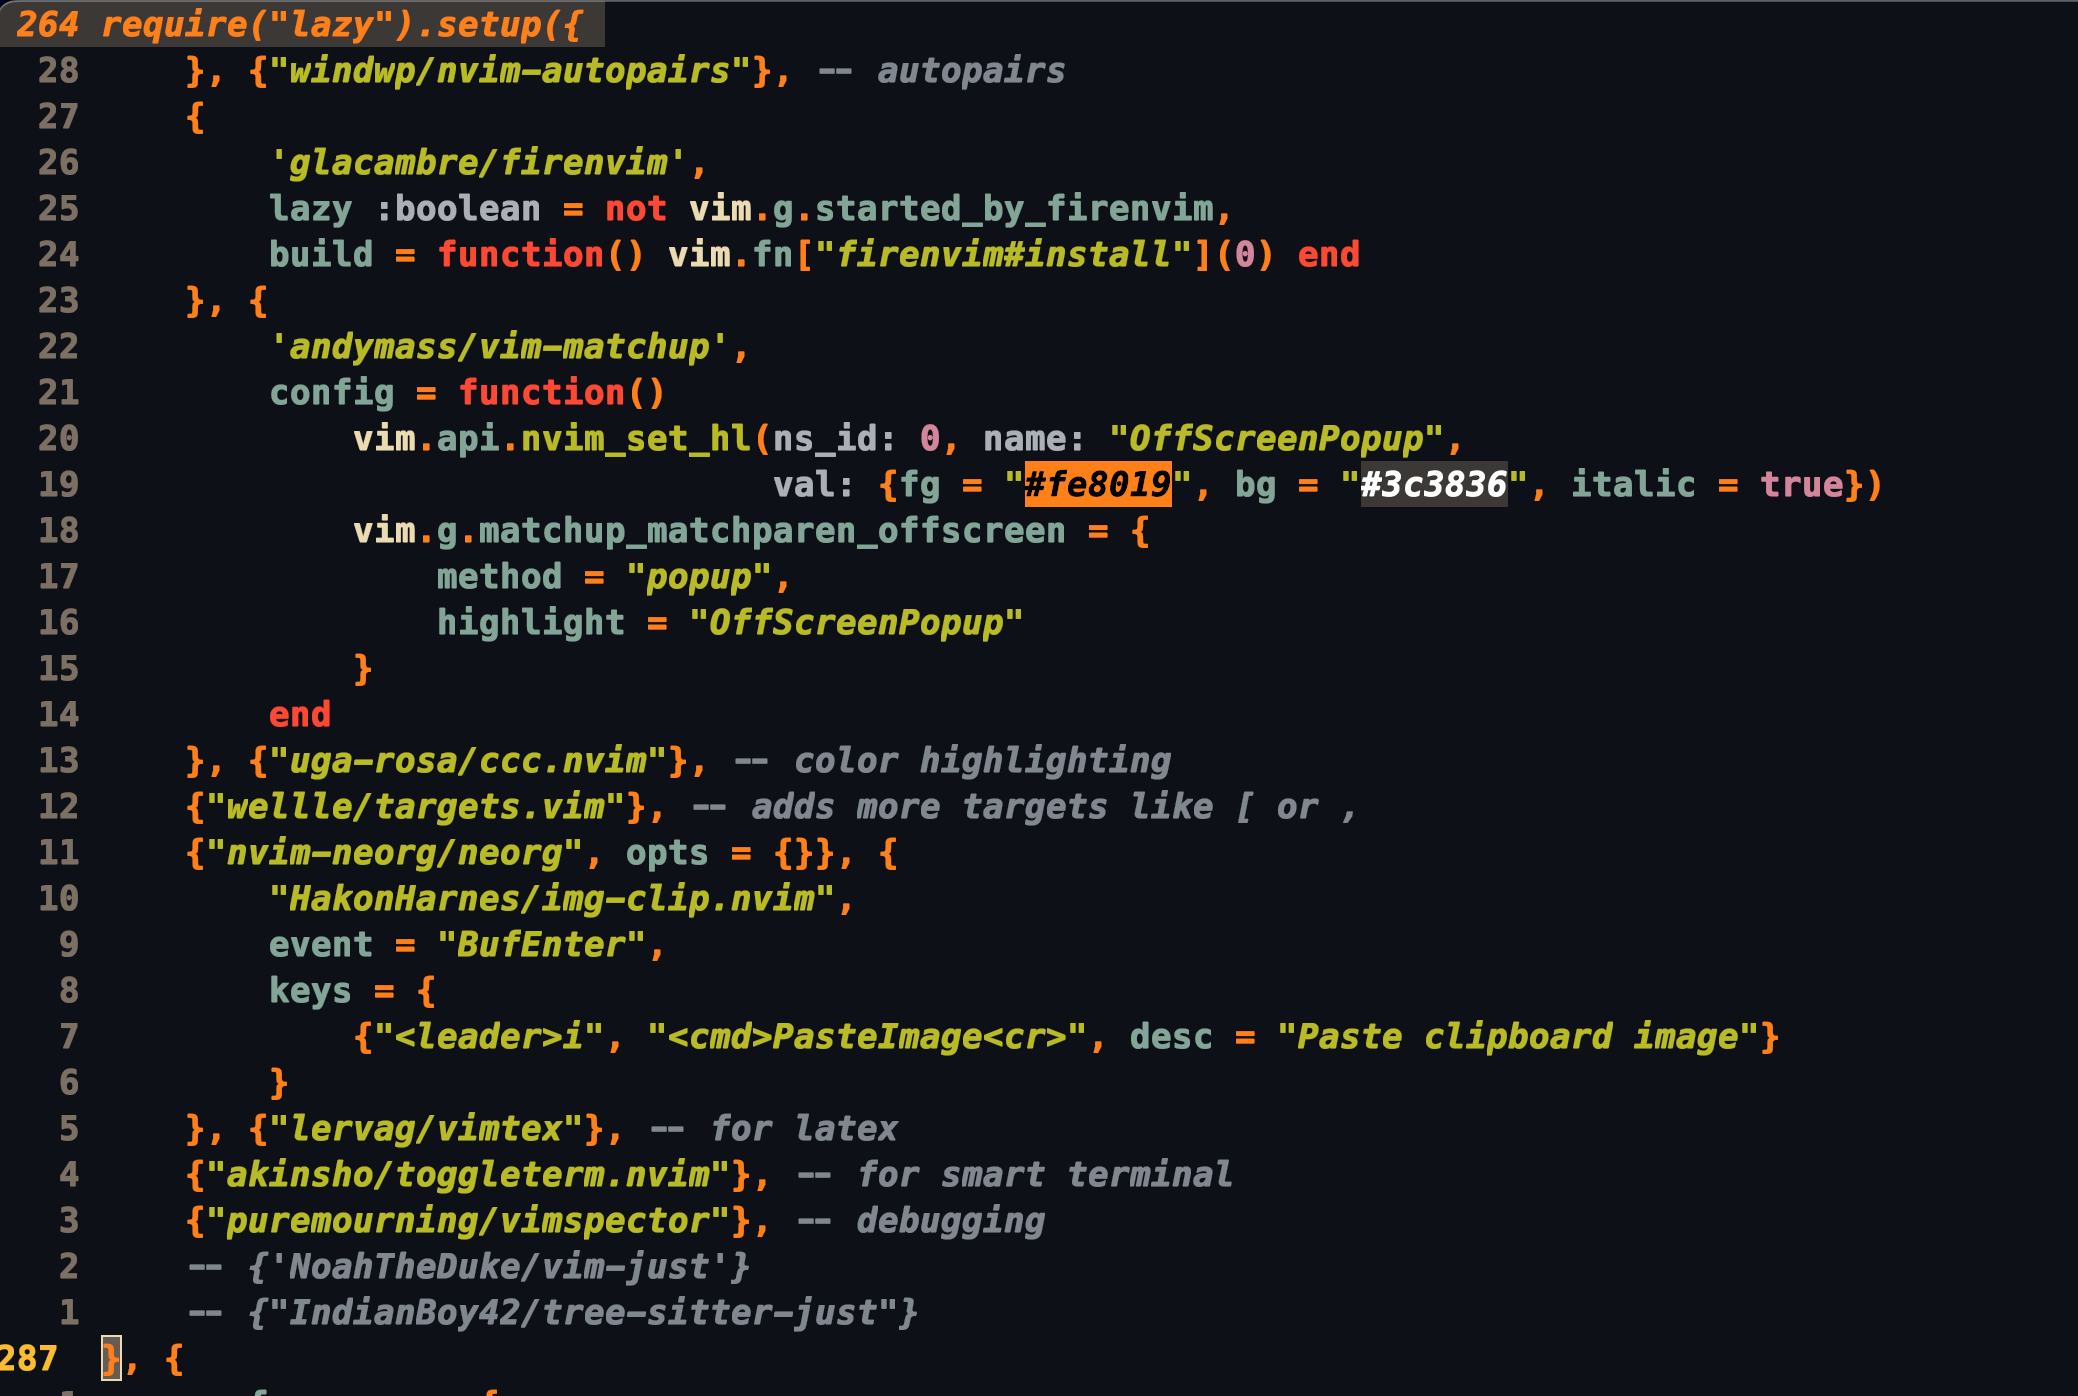 264 require("lazy").setup({
28 }, {"windwp/nvim-autopairs"}, -- autopairs
27 {
26 'glacambre/firenvim',
25 lazy :boolean = not vim.g.started_by_firenvim,
24 build = function() vim.fn["firenvim#install"](0) end
23 }, {
22 'andymass/vim-matchup',
21 config = function()
20 vim.api.nvim_set_hl(ns_id: 0, name: "OffScreenPopup",
19 val: {fg = "#fe8019", bg = "#3c3836", italic = true})
18 vim.g.matchup_matchparen_offscreen = {
17 method = "popup",
16 highlight = "OffScreenPopup"
15 }
14 end
13 }, {"uga-rosa/ccc.nvim"}, -- color highlighting
12 {"wellle/targets.vim"}, -- adds more targets like [ or ,
11 {"nvim-neorg/neorg", opts = {}}, {
10 "HakonHarnes/img-clip.nvim",
9 event = "BufEnter",
8 keys = {
7 {"<leader>i", "<cmd>PasteImage<cr>", desc = "Paste clipboard image"}
6 }
5 }, {"lervag/vimtex"}, -- for latex
4 {"akinsho/toggleterm.nvim"}, -- for smart terminal
3 {"puremourning/vimspector"}, -- debugging
2 -- {'NoahTheDuke/vim-just'}
1 -- {"IndianBoy42/tree-sitter-just"}
287 }, {